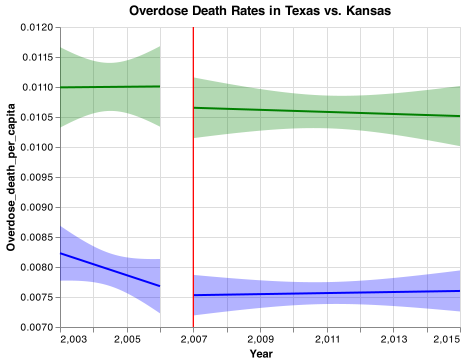 Overdose Death Rates in Texas vs. Kansas
Overdose_death_per_capita
0.0120
0.0115
0.0110
0.0105
0.0100
0.0095
0.0090
0.0085
0.0080
0.0075
0.0070
2,003 2,005 2,007 2,009 2,011 2,013 2,015
Year